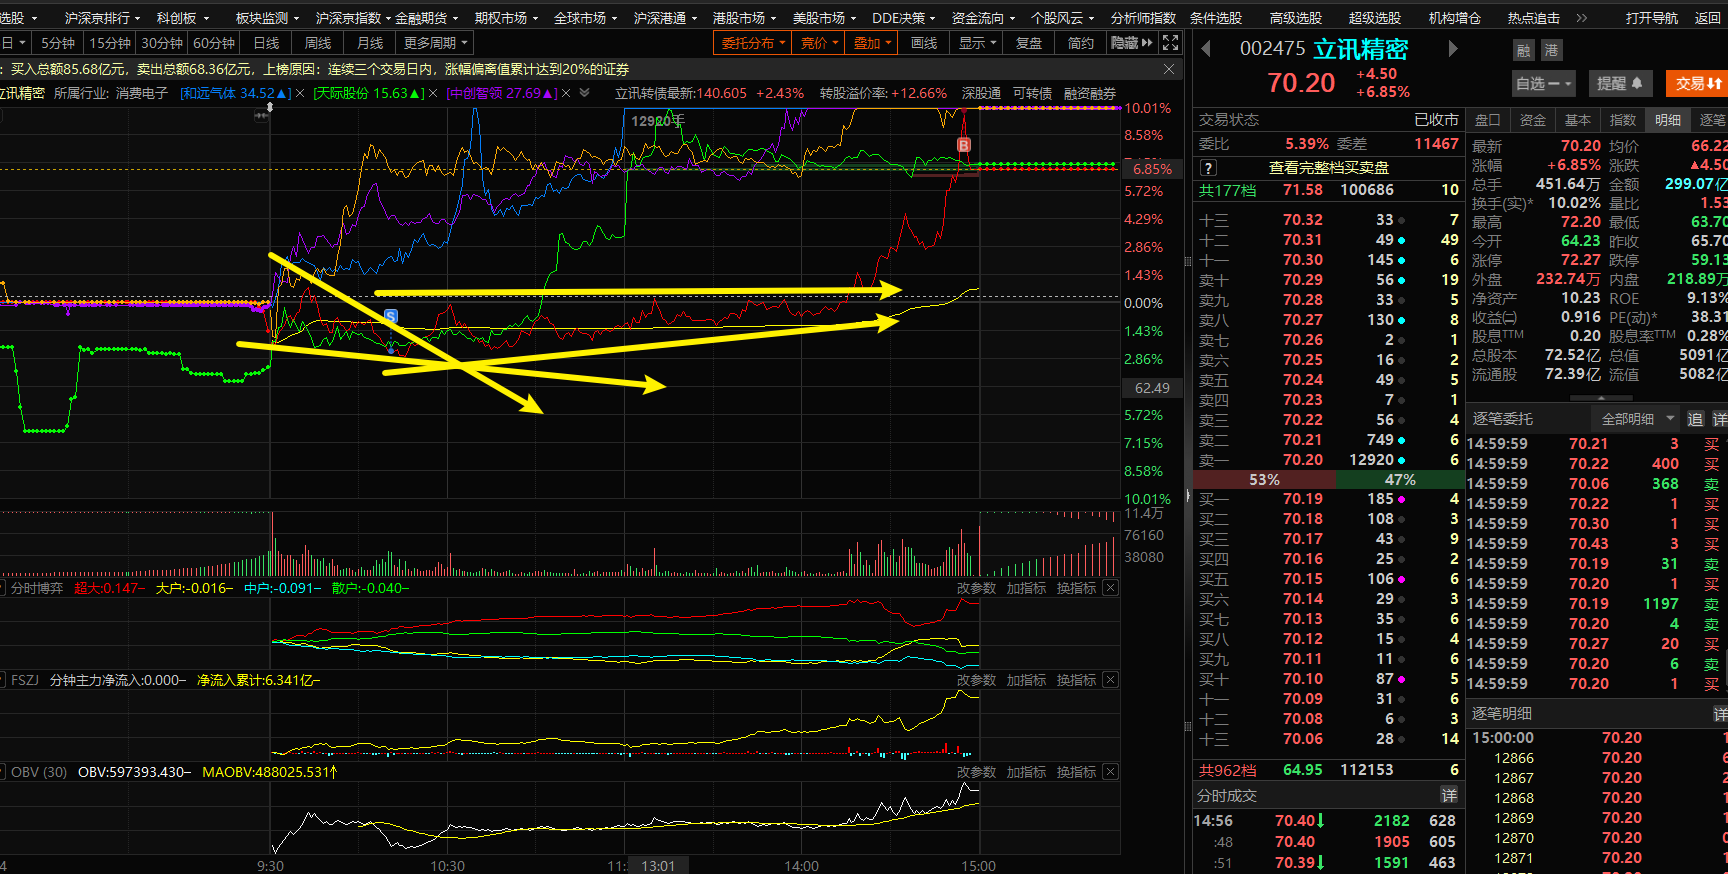 选股 沪深京排行 科创板 板块监测 沪深京指数 金融期货 期权市场 全球市场 沪深港通 港股市场 美股市场 DDE决策 资金流向 个股风云 分析师指数 条件选股 高级选股 超级选股 机构增仓 热点追击 打开导航 返回
日 5分钟 15分钟 30分钟 60分钟 日线 周线 月线 更多周期 委托分布 竞价 叠加 画线 显示 复盘 简约 隐藏
：买入总额85.68亿元，卖出总额68.36亿元，上榜原因：连续三个交易日内，涨幅偏离值累计达到20%的证券
立讯精密 所属行业: 消费电子 [和远气体 34.52▲]× [天际股份 15.63▲]× [中创智领 27.69▲]× 立讯转债最新:140.605 +2.43% 转股溢价率: +12.66% 深股通 可转债 融资融券
12920手
10.01%
8.58%
6.85%
5.72%
4.29%
2.86%
1.43%
0.00%
1.43%
2.86%
62.49
5.72%
7.15%
8.58%
10.01%
S
B
11.4万
76160
38080
分时博弈 超大:0.147− 大户:-0.016− 中户:-0.091− 散户:-0.040− 改参数 加指标 换指标
FSZJ 分钟主力净流入:0.000− 净流入累计:6.341亿− 改参数 加指标 换指标
OBV (30) OBV:597393.430− MAOBV:488025.531↑ 改参数 加指标 换指标
4 9:30 10:30 11: 13:01 14:00 15:00
002475 立讯精密
70.20 +4.50 +6.85%
融 港
自选 提醒 交易
交易状态 已收市
委比 5.39% 委差 11467
? 查看完整档买卖盘
共177档 71.58 100686 10
十三 70.32 33 7
十二 70.31 49 49
十一 70.30 145 6
卖十 70.29 56 19
卖九 70.28 33 5
卖八 70.27 130 8
卖七 70.26 2 1
卖六 70.25 16 2
卖五 70.24 49 5
卖四 70.23 7 1
卖三 70.22 56 4
卖二 70.21 749 6
卖一 70.20 12920 6
53% 47%
买一 70.19 185 4
买二 70.18 108 3
买三 70.17 43 9
买四 70.16 25 2
买五 70.15 106 6
买六 70.14 29 3
买七 70.13 35 6
买八 70.12 15 4
买九 70.11 11 6
买十 70.10 87 5
十一 70.09 31 6
十二 70.08 6 3
十三 70.06 28 14
共962档 64.95 112153 6
分时成交 详
14:56 70.40↓ 2182 628
:48 70.40 1905 605
:51 70.39↓ 1591 463
盘口 资金 基本 指数 明细 逐笔
最新 70.20 均价 66.22
涨幅 +6.85% 涨跌 ▲4.50
总手 451.64万 金额 299.07亿
换手(实)* 10.02% 量比 1.53
最高 72.20 最低 63.70
今开 64.23 昨收 65.70
涨停 72.27 跌停 59.13
外盘 232.74万 内盘 218.89万
净资产 10.23 ROE 9.13%
收益㈡ 0.916 PE(动)* 38.31
股息TTM 0.20 股息率TTM 0.28%
总股本 72.52亿 总值 5091亿
流通股 72.39亿 流值 5082亿
逐笔委托 全部明细 追 详
14:59:59 70.21 3 买
14:59:59 70.22 400 买
14:59:59 70.06 368 卖
14:59:59 70.22 1 买
14:59:59 70.30 1 买
14:59:59 70.43 3 买
14:59:59 70.19 31 卖
14:59:59 70.20 1 买
14:59:59 70.19 1197 卖
14:59:59 70.20 4 卖
14:59:59 70.27 20 买
14:59:59 70.20 6 卖
14:59:59 70.20 1 买
逐笔明细 详
15:00:00 70.20
12866 70.20
12867 70.20
12868 70.20
12869 70.20
12870 70.20
12871 70.20